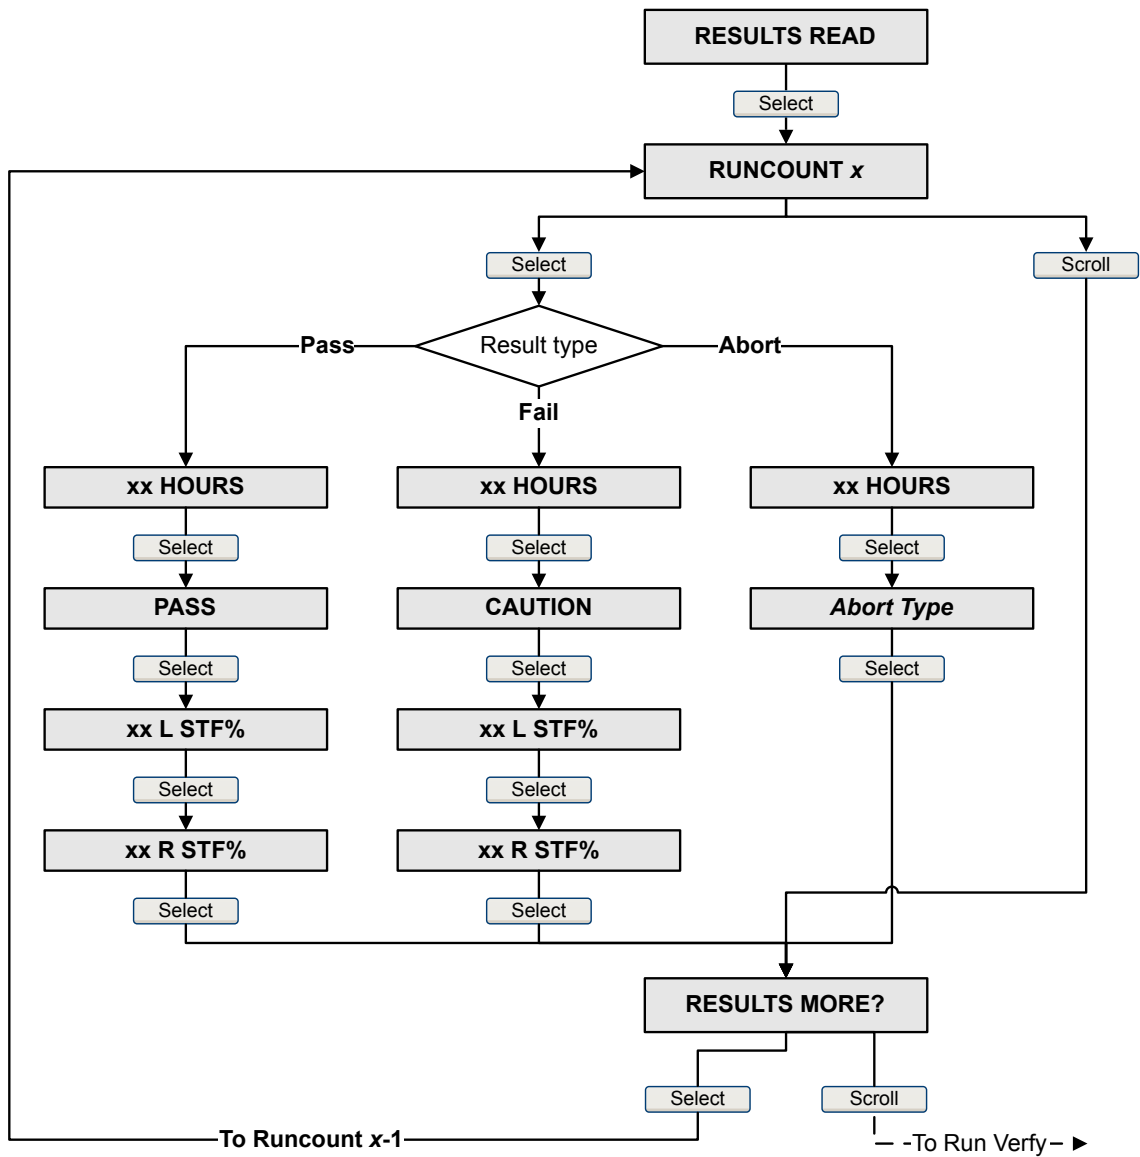 RESULTS READ
Select
RUNCOUNT x
Select
Scroll
Pass
Result type
Abort
Fail
xx HOURS
xx HOURS
xx HOURS
Select
Select
Select
PASS
CAUTION
Abort Type
Select
Select
Select
xx L STF%
xx L STF%
Select
Select
xx R STF%
xx R STF%
Select
Select
RESULTS MORE?
Select
Scroll
To Runcount x-1
To Run Verfy